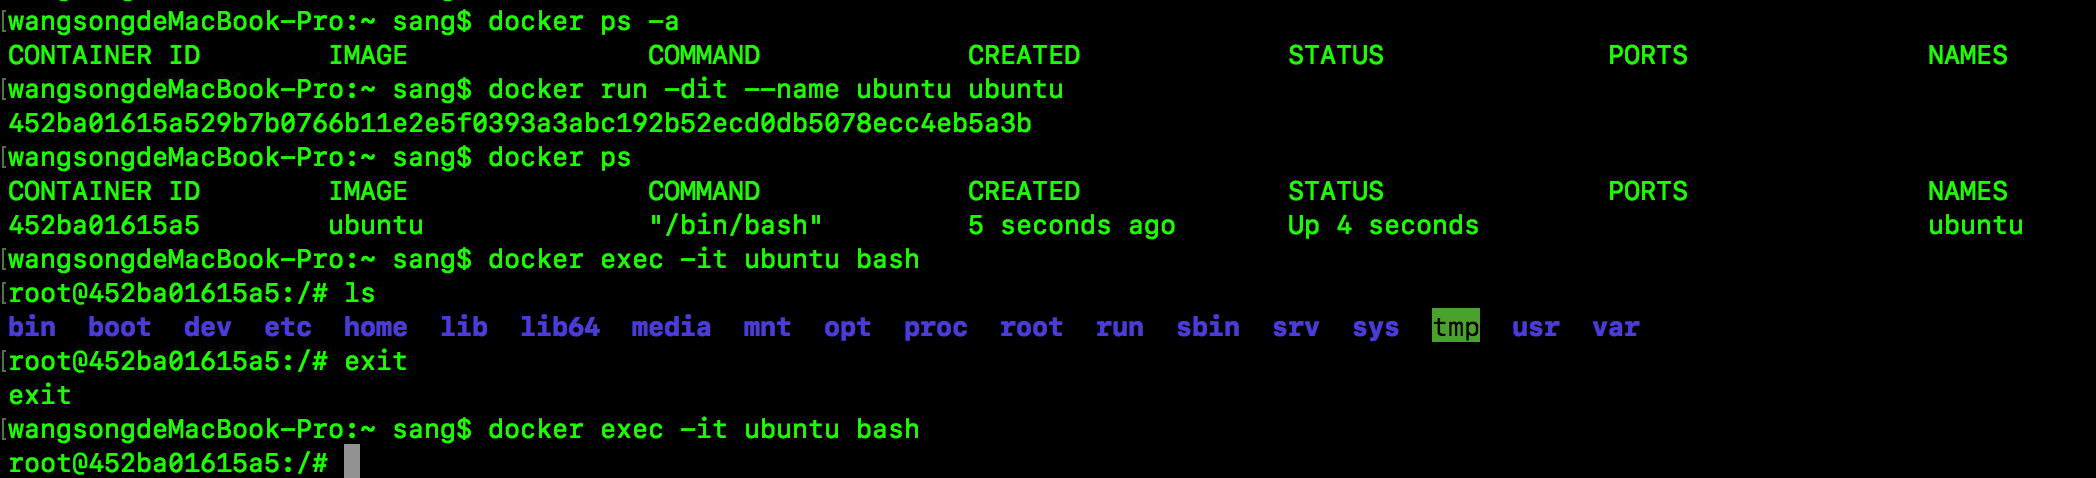 [wangsongdeMacBook-Pro:~ sang$ docker ps -a
CONTAINER ID        IMAGE               COMMAND             CREATED             STATUS              PORTS               NAMES
[wangsongdeMacBook-Pro:~ sang$ docker run -dit --name ubuntu ubuntu
452ba01615a529b7b0766b11e2e5f0393a3abc192b52ecd0db5078ecc4eb5a3b
[wangsongdeMacBook-Pro:~ sang$ docker ps
CONTAINER ID        IMAGE               COMMAND             CREATED             STATUS              PORTS               NAMES
452ba01615a5        ubuntu              "/bin/bash"         5 seconds ago       Up 4 seconds                            ubuntu
[wangsongdeMacBook-Pro:~ sang$ docker exec -it ubuntu bash
[root@452ba01615a5:/# ls
bin  boot  dev  etc  home  lib  lib64  media  mnt  opt  proc  root  run  sbin  srv  sys  tmp  usr  var
[root@452ba01615a5:/# exit
exit
[wangsongdeMacBook-Pro:~ sang$ docker exec -it ubuntu bash
root@452ba01615a5:/#